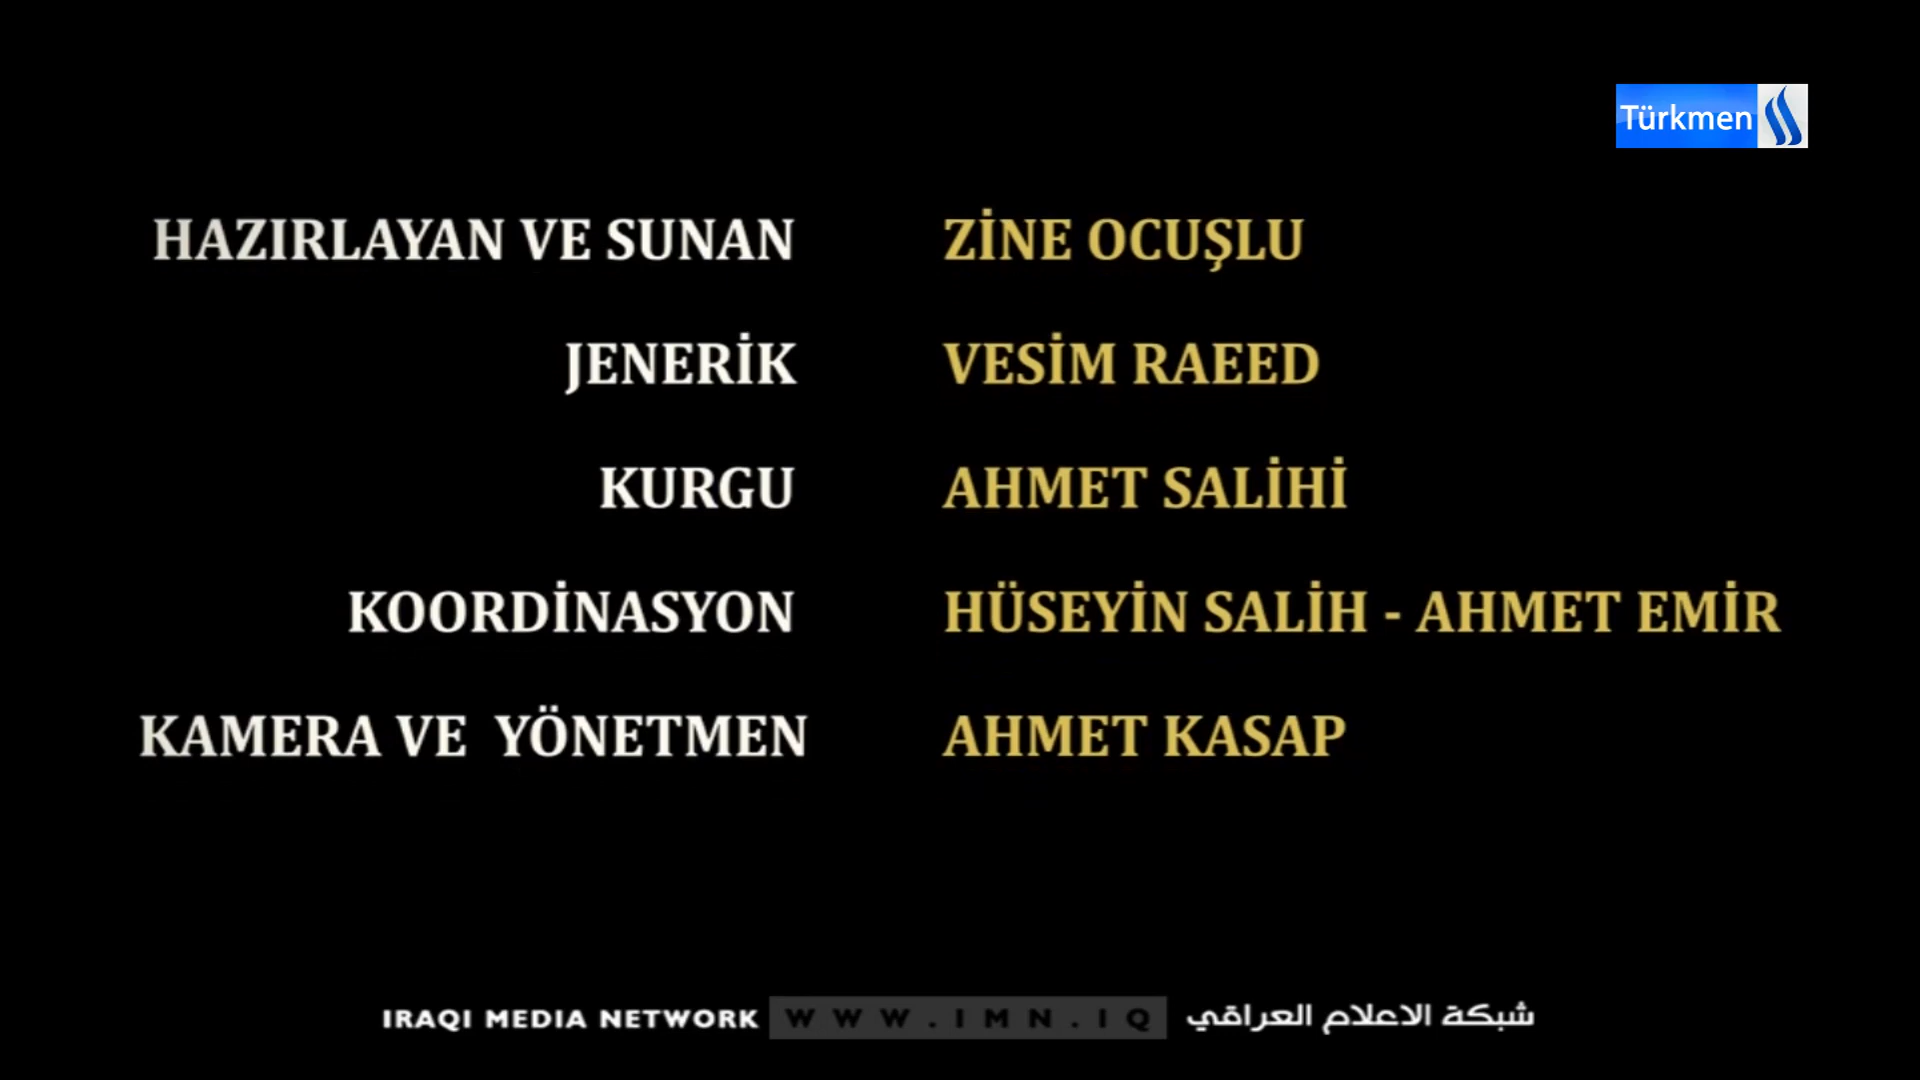 Türkmen
HAZIRLAYAN VE SUNAN ZİNE OCUŞLU
JENERİK VESİM RAEED
KURGU AHMET SALİHİ
KOORDİNASYON HÜSEYİN SALİH - AHMET EMİR
KAMERA VE YÖNETMEN AHMET KASAP
IRAQI MEDIA NETWORK WWW.IMN.IQ شبكة الاعلام العراقي